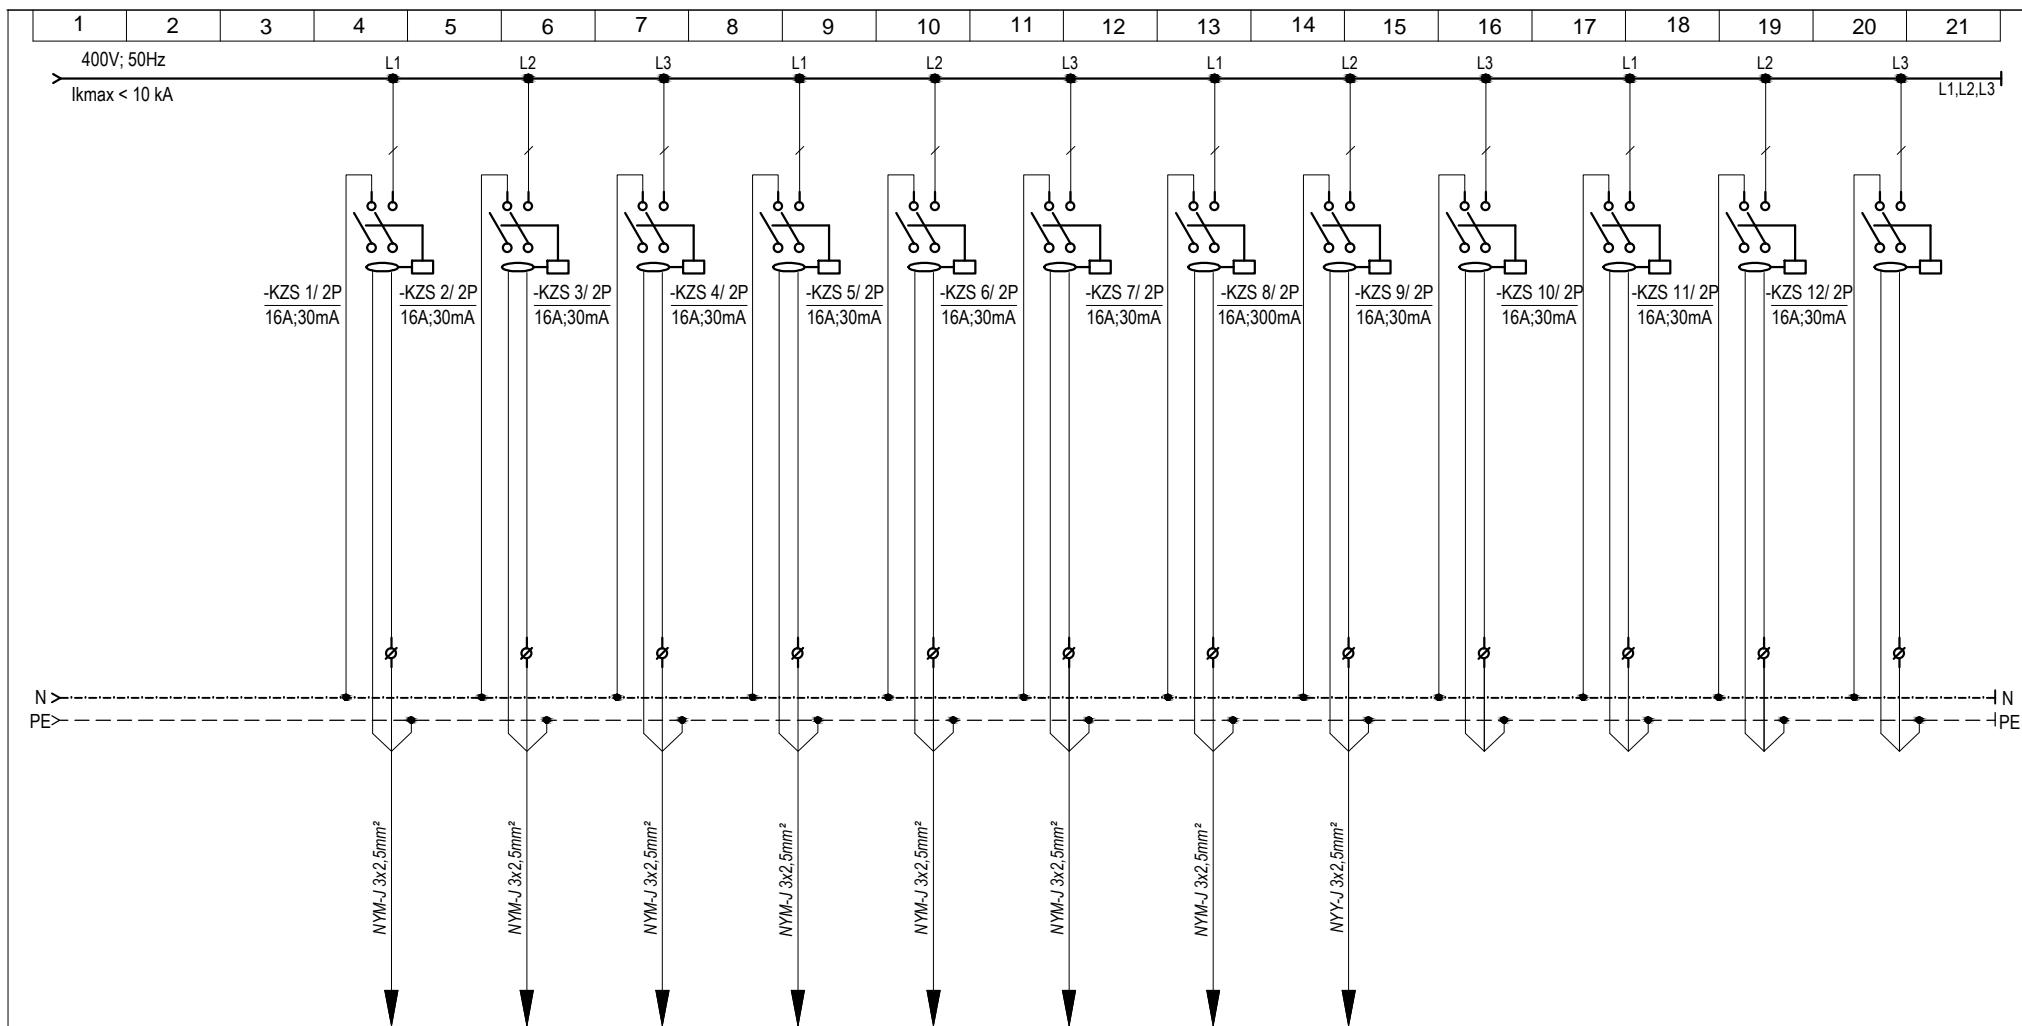 1 2 3 4 5 6 7 8 9 10 11 12 13 14 15 16 17 18 19 20 21
400V; 50Hz L1 L2 L3 L1 L2 L3 L1 L2 L3 L1 L2 L3
Ikmax < 10 kA L1,L2,L3
-KZS 1/ 2P -KZS 2/ 2P -KZS 3/ 2P -KZS 4/ 2P -KZS 5/ 2P -KZS 6/ 2P -KZS 7/ 2P -KZS 8/ 2P -KZS 9/ 2P -KZS 10/ 2P -KZS 11/ 2P -KZS 12/ 2P
16A;30mA 16A;30mA 16A;30mA 16A;30mA 16A;30mA 16A;30mA 16A;30mA 16A;300mA 16A;30mA 16A;30mA 16A;30mA 16A;30mA
N N
PE PE
NYM-J 3x2,5mm²
NYM-J 3x2,5mm²
NYM-J 3x2,5mm²
NYM-J 3x2,5mm²
NYM-J 3x2,5mm²
NYM-J 3x2,5mm²
NYM-J 3x2,5mm²
NYY-J 3x2,5mm²